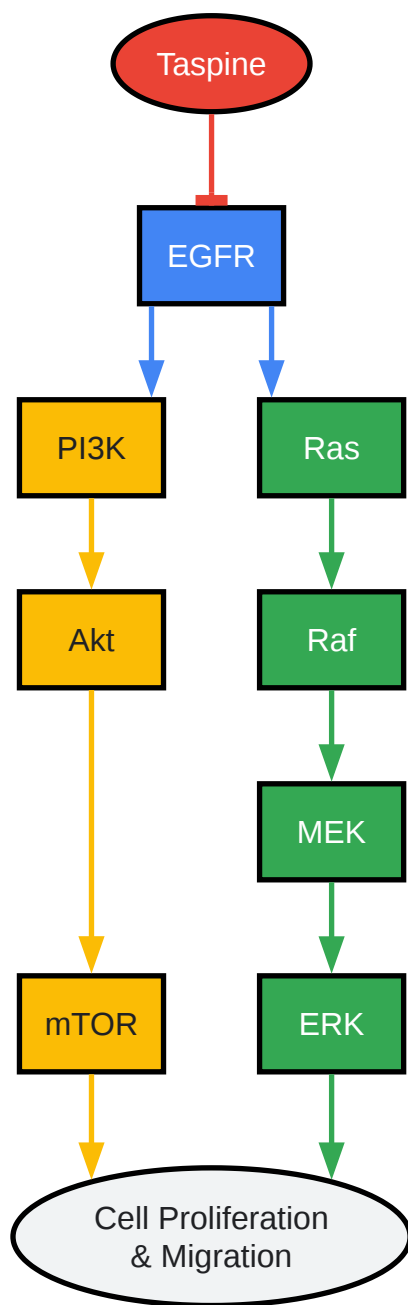 Taspine
EGFR
PI3K
Ras
Akt
Raf
MEK
mTOR
ERK
Cell Proliferation
& Migration